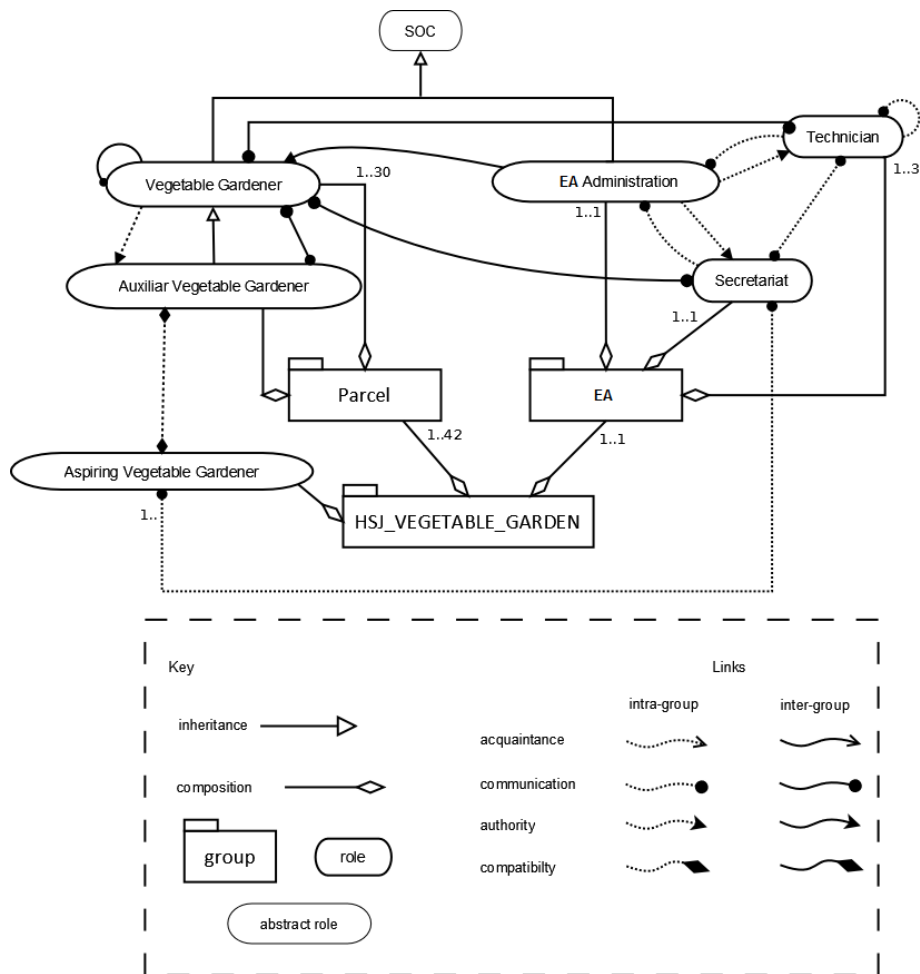 SOC
Technician
1..30
1..3
Vegetable Gardener
EA Administration
1..1
Auxiliar Vegetable Gardener
Secretariat
1..1
Parcel
EA
1..42
1..1
Aspiring Vegetable Gardener
1..
HSJ_VEGETABLE_GARDEN
Key
Links
intra-group
inter-group
inheritance
acquaintance
composition
communication
authority
group
role
compatibilty
abstract role